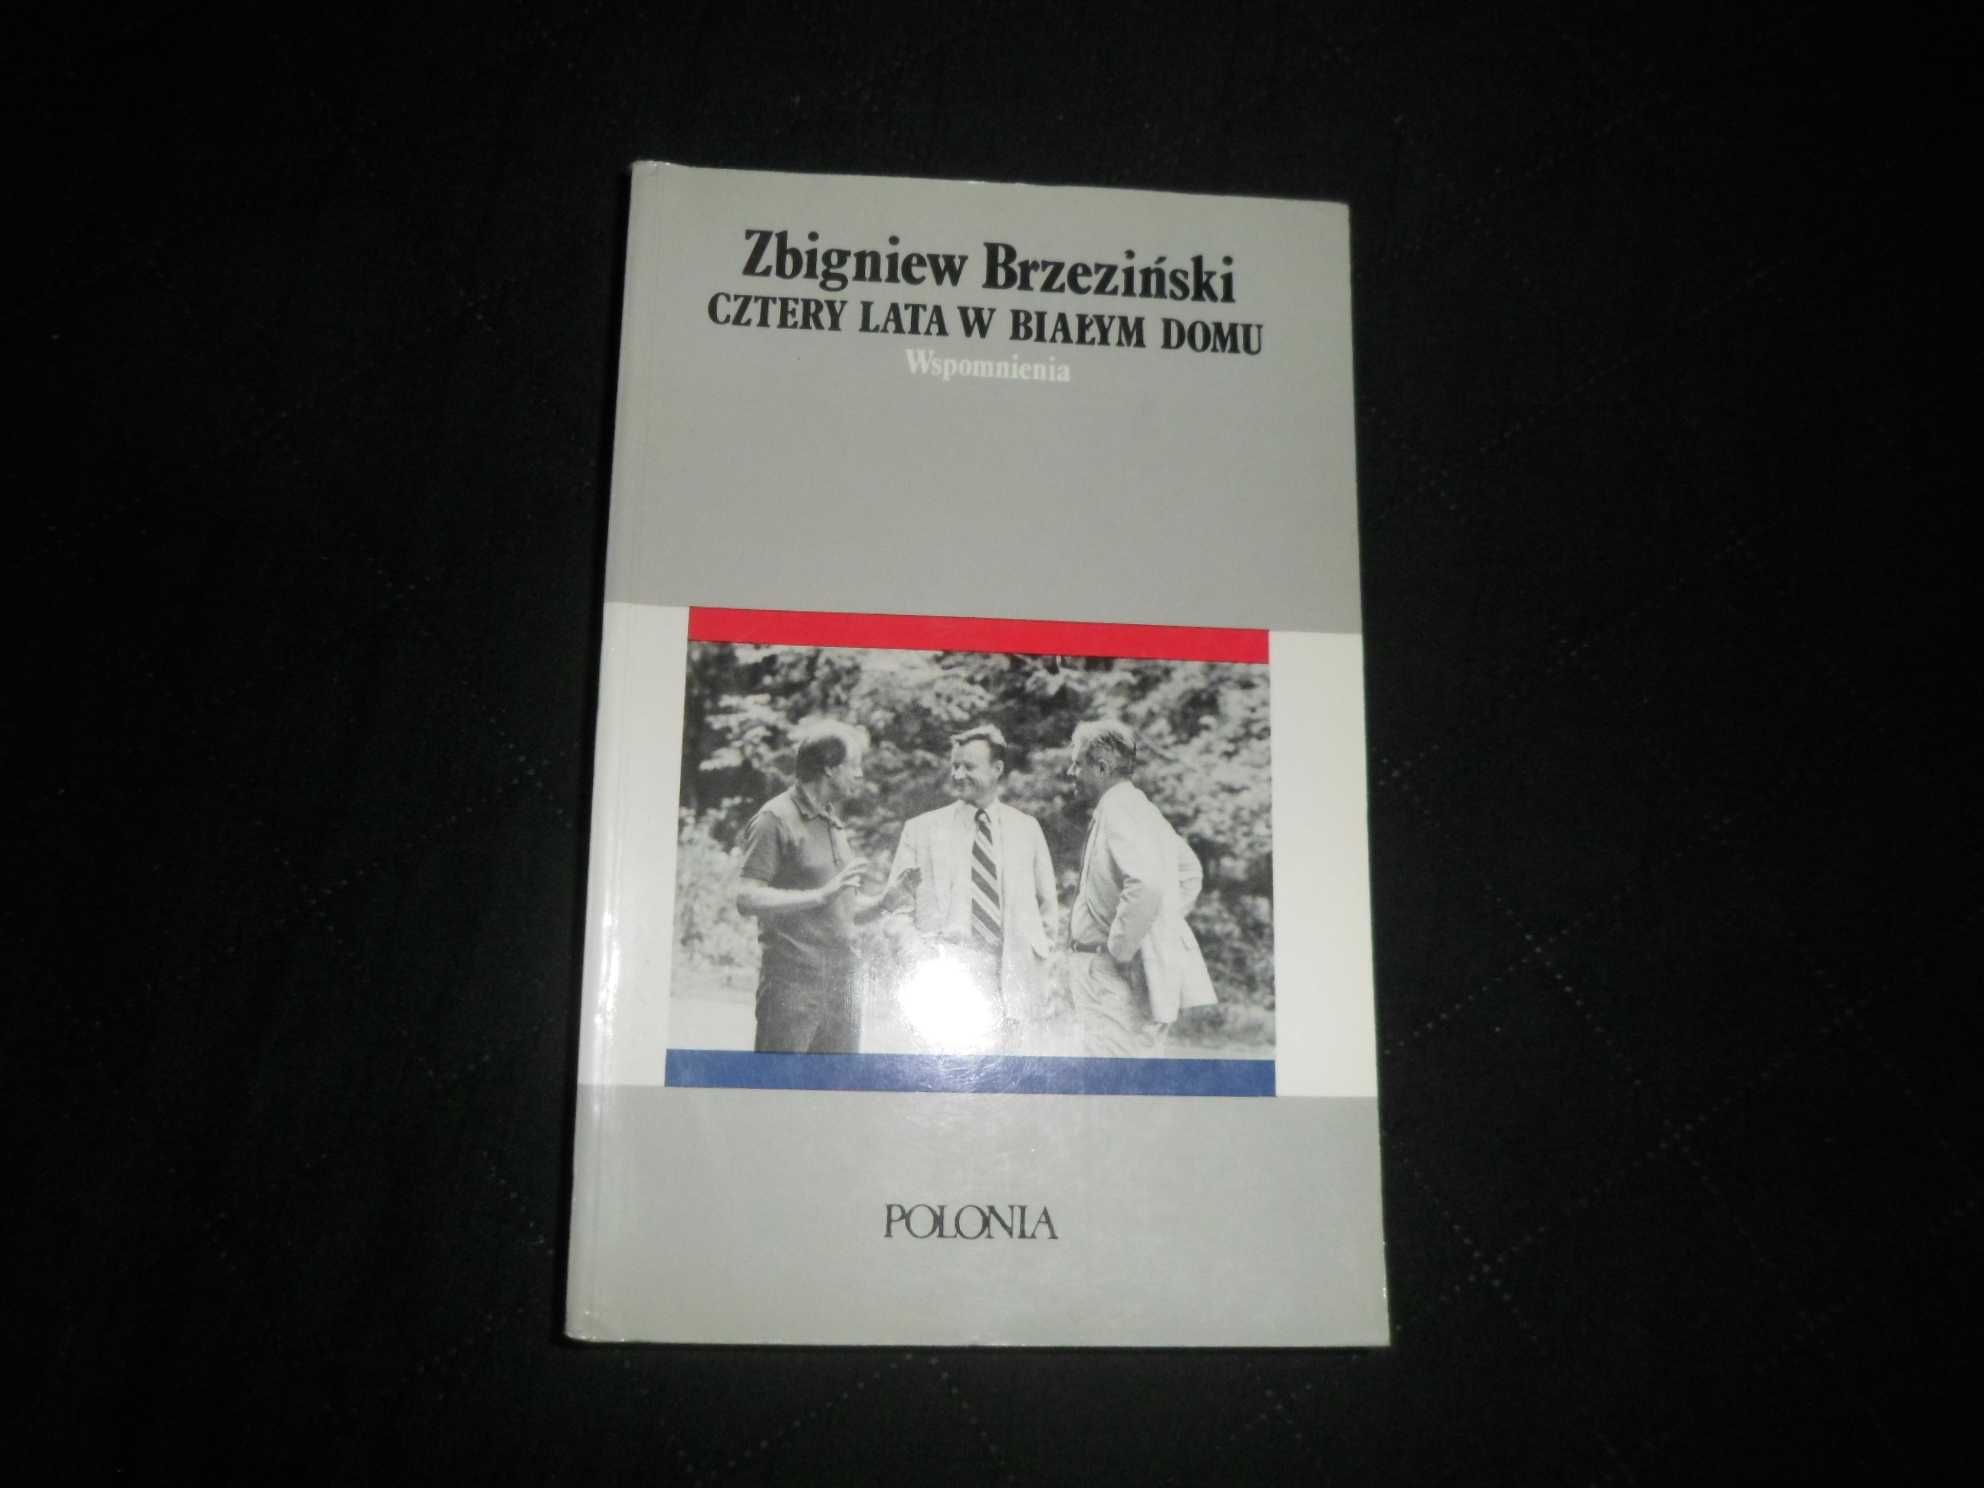 Zbigniew Brzeziński
CZTERY LATA W BIAŁYM DOMU
Wspomnienia
POLONIA